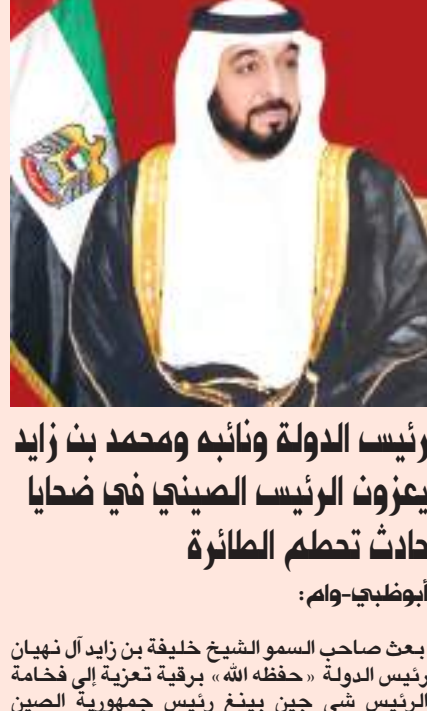 رئيس الدولة ونائبه ومحمد بن زايد
يعزون الرئيس الصيني في ضحايا
حادث تحطم الطائرة
أبوظبي-وام:
بعث صاحب السمو الشيخ خليفة بن زايد آل نهيان
رئيس الدولة «حفظه الله» برقية تعزية إلى فخامة
الرئيس شي جين بينغ رئيس جمهورية الصين